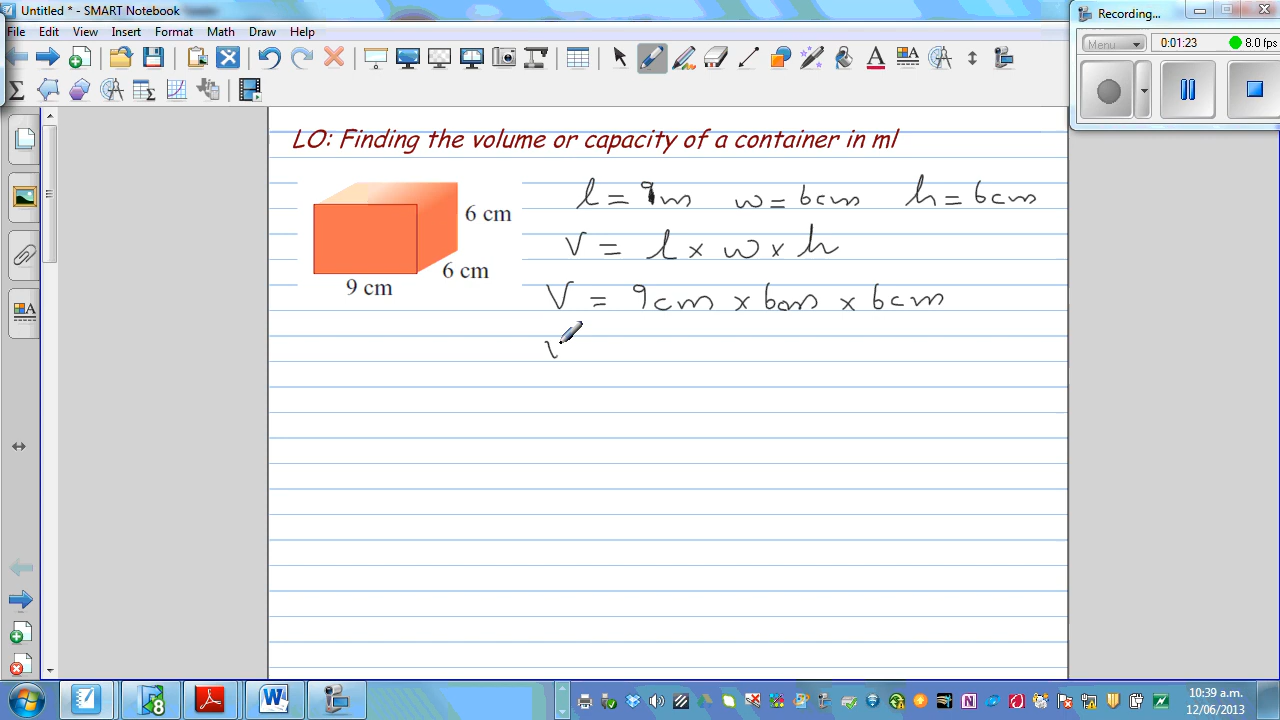 Untitled * - SMART Notebook
File Edit View Insert Format Math Draw Help
Recording...
Menu
0:01:23
8.0 fps
LO: Finding the volume or capacity of a container in ml
6 cm
6 cm
9 cm
l = 9m w = 6cm h = 6cm
V = l x w x h
V = 9cm x 6cm x 6cm
10:39 a.m.
12/06/2013